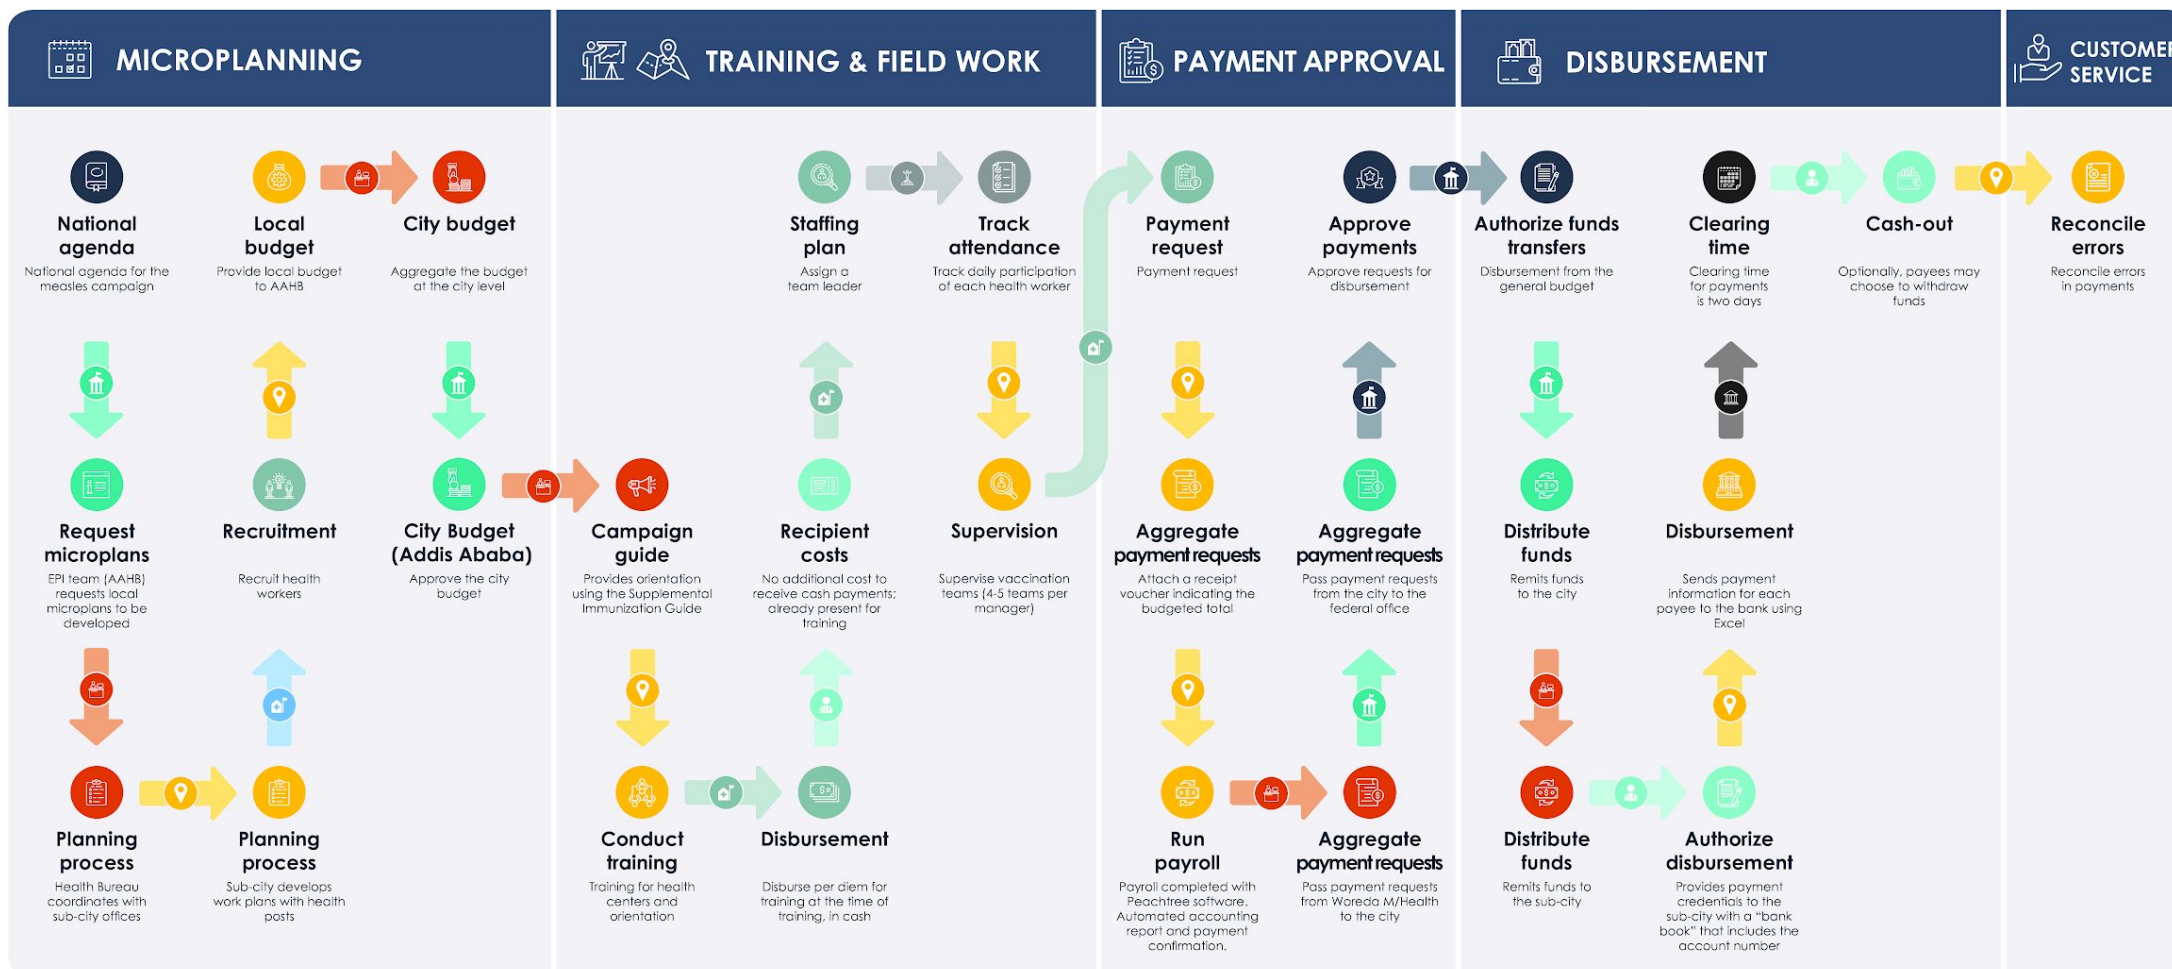 MICROPLANNING
TRAINING & FIELD WORK
PAYMENT APPROVAL
DISBURSEMENT
CUSTOMER
SERVICE
National
agenda
National agenda for the
measles campaign
Local
budget
Provide local budget
to AAHB
City budget
Aggregate the budget
at the city level
Request
microplans
EPI team (AAHB)
requests local
microplans to be
developed
Recruitment
Recruit health
workers
City Budget
(Addis Ababa)
Approve the city
budget
Planning
process
Health Bureau
coordinates with
sub-city offices
Planning
process
Sub-city develops
work plans with health
posts
Staffing
plan
Assign a
team leader
Track
attendance
Track daily participation
of each health worker
Campaign
guide
Provides orientation
using the Supplemental
Immunization Guide
Recipient
costs
No additional cost to
receive cash payments;
already present for
training
Supervision
Supervise vaccination
teams (4-5 teams per
manager)
Conduct
training
Training for health
centers and
orientation
Disbursement
Disburse per diem for
training at the time of
training, in cash
Payment
request
Payment request
Approve
payments
Approve requests for
disbursement
Aggregate
payment requests
Attach a receipt
voucher indicating the
budgeted total
Aggregate
payment requests
Pass payment requests
from the city to the
federal office
Run
payroll
Payroll completed with
Peachtree software.
Automated accounting
report and payment
confirmation.
Aggregate
payment requests
Pass payment requests
from Woreda M/Health
to the city
Authorize funds
transfers
Disbursement from the
general budget
Clearing
time
Clearing time
for payments
is two days
Cash-out
Optionally, payees may
choose to withdraw
funds
Distribute
funds
Remits funds
to the city
Disbursement
Sends payment
information for each
payee to the bank using
Excel
Distribute
funds
Remits funds to
the sub-city
Authorize
disbursement
Provides payment
credentials to the
sub-city with a “bank
book” that includes the
account number
Reconcile
errors
Reconcile errors
in payments